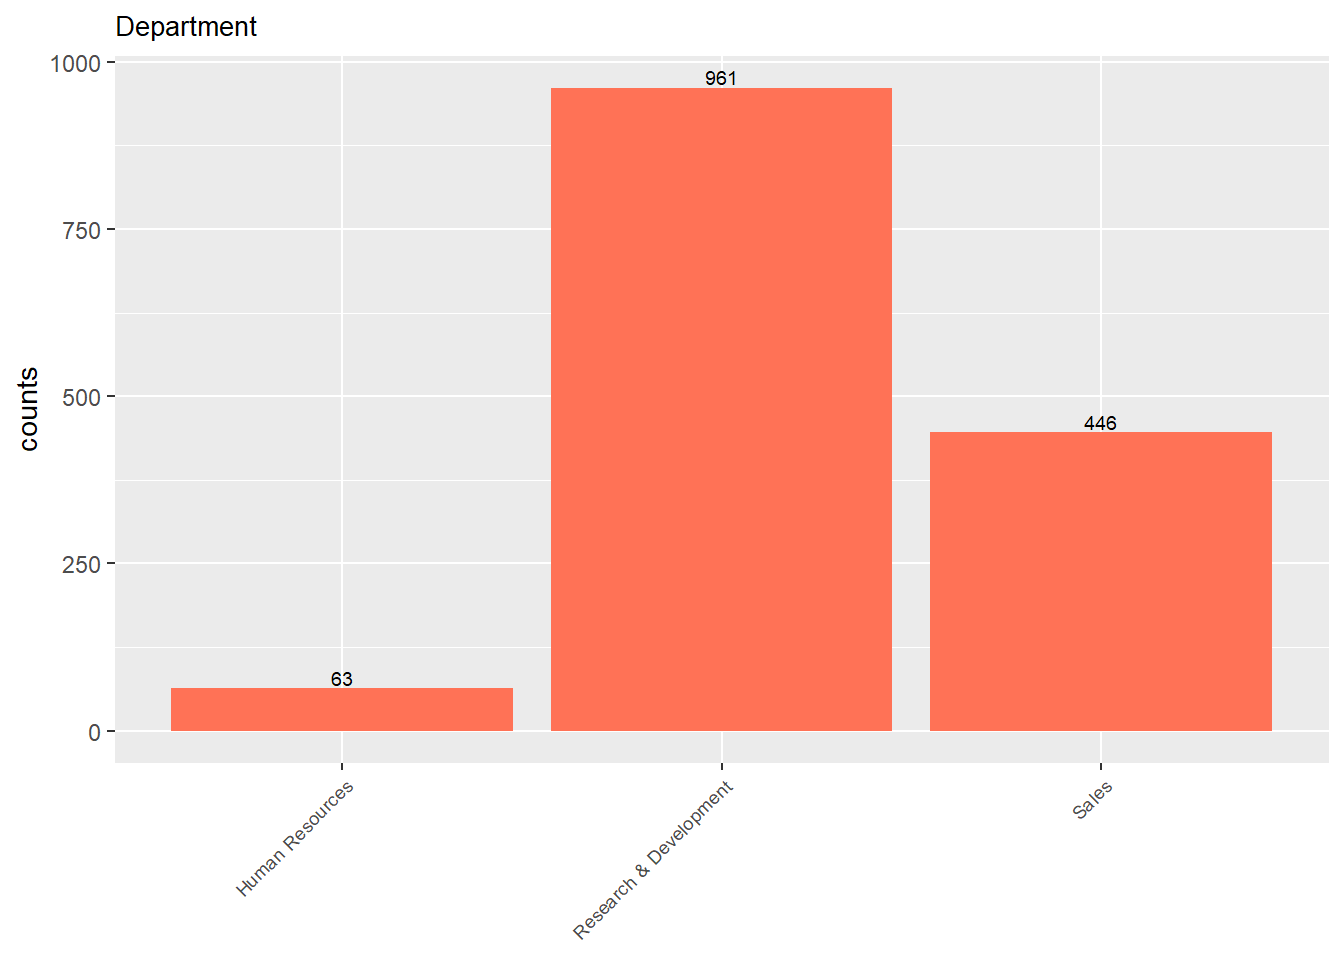 Department
1000
750
500
250
0
counts
63
961
446
Human Resources
Research & Development
Sales